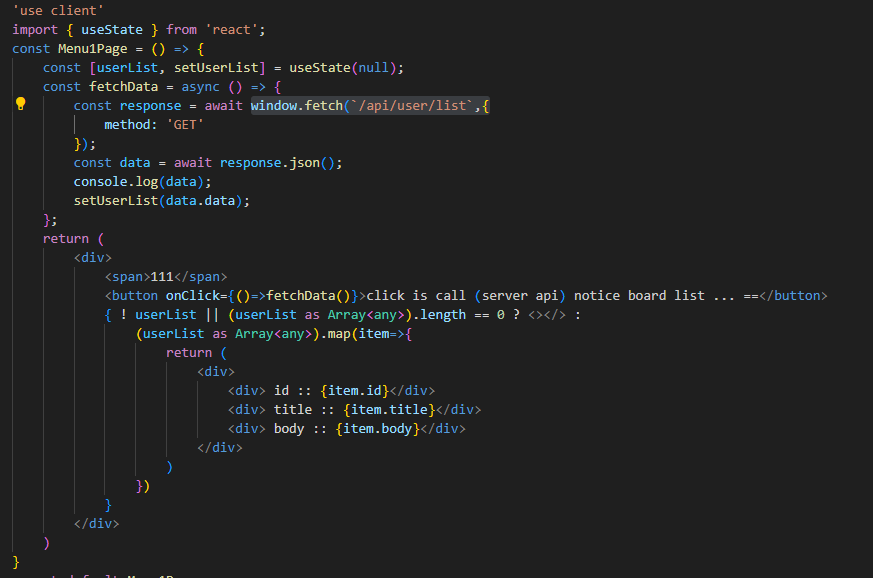 'use client'
import { useState } from 'react';
const Menu1Page = () => {
    const [userList, setUserList] = useState(null);
    const fetchData = async () => {
        const response = await window.fetch(`/api/user/list`,{
            method: 'GET'
        });
        const data = await response.json();
        console.log(data);
        setUserList(data.data);
    };
    return (
        <div>
            <span>111</span>
            <button onClick={()=>fetchData()}>click is call (server api) notice board list ... ==</button>
            { ! userList || (userList as Array<any>).length == 0 ? <></> :
                (userList as Array<any>).map(item=>{
                    return (
                        <div>
                            <div> id :: {item.id}</div>
                            <div> title :: {item.title}</div>
                            <div> body :: {item.body}</div>
                        </div>
                    )
                })
            }
        </div>
    )
}